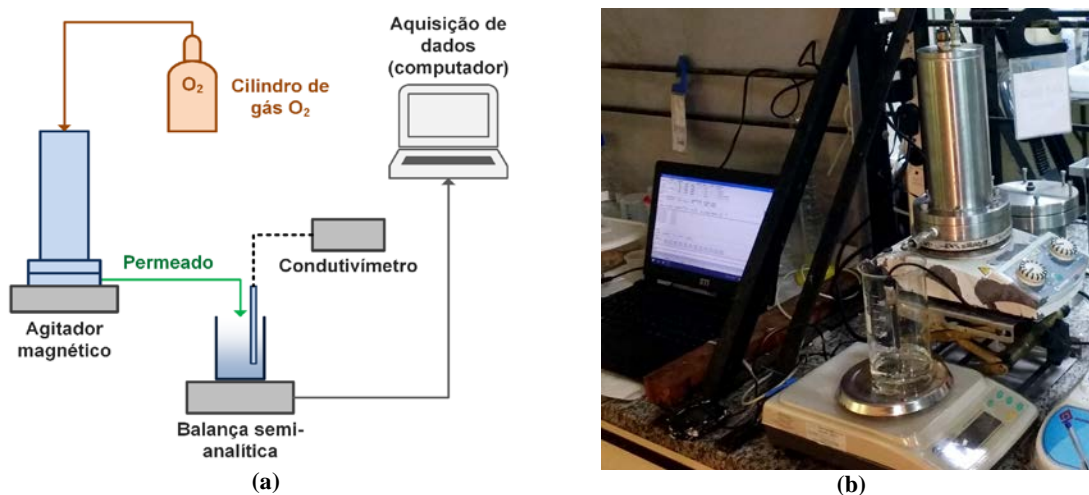 Aquisição de
dados
(computador)
O₂
Cilindro de
gás O₂
Permeado
Condutivímetro
Agitador
magnético
Balança semi-
analítica
(a)
(b)